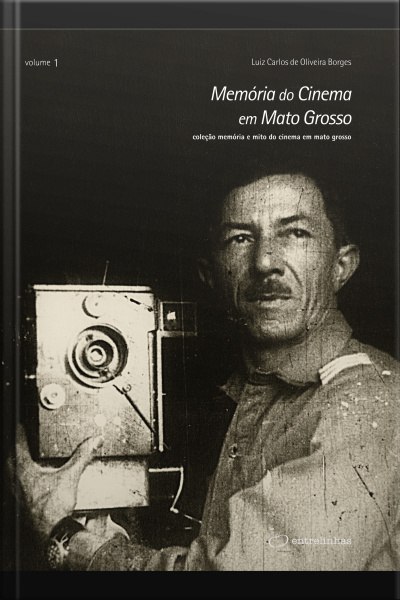 volume 1
Luiz Carlos de Oliveira Borges
Memória do Cinema
em Mato Grosso
coleção memória e mito do cinema em mato grosso
entrelinhas